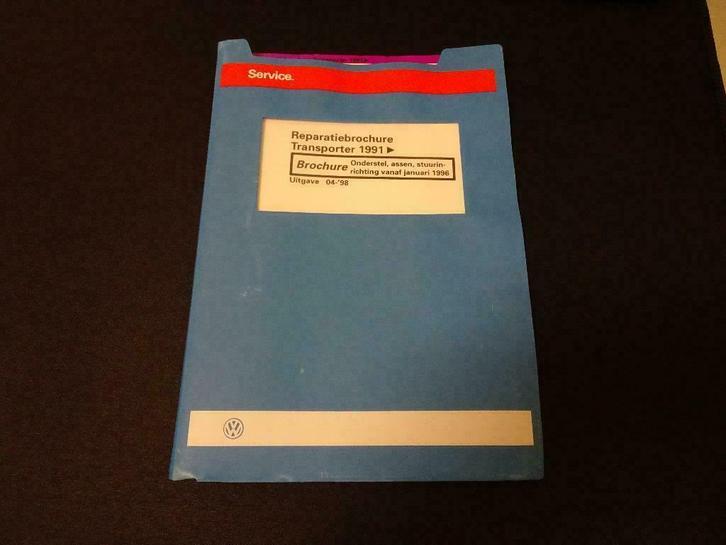 Service.
Reparatiebrochure
Transporter 1991 ►
Brochure Onderstel, assen, stuurin-
richting vanaf januari 1996
Uitgave 04-'98